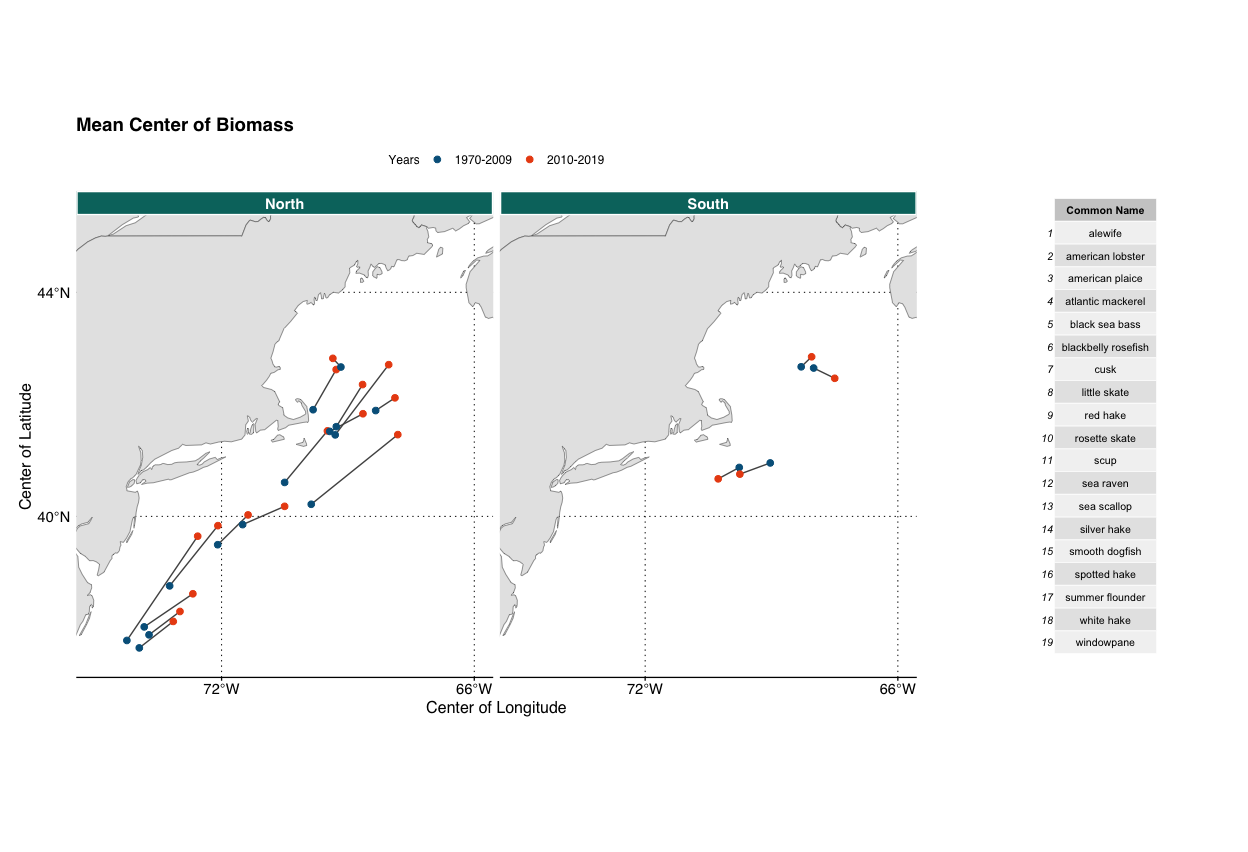 Mean Center of Biomass
Years 1970-2009 2010-2019
North South
44°N
40°N
Center of Latitude
72°W 66°W 72°W 66°W
Center of Longitude
Common Name
1 alewife
2 american lobster
3 american plaice
4 atlantic mackerel
5 black sea bass
6 blackbelly rosefish
7 cusk
8 little skate
9 red hake
10 rosette skate
11 scup
12 sea raven
13 sea scallop
14 silver hake
15 smooth dogfish
16 spotted hake
17 summer flounder
18 white hake
19 windowpane